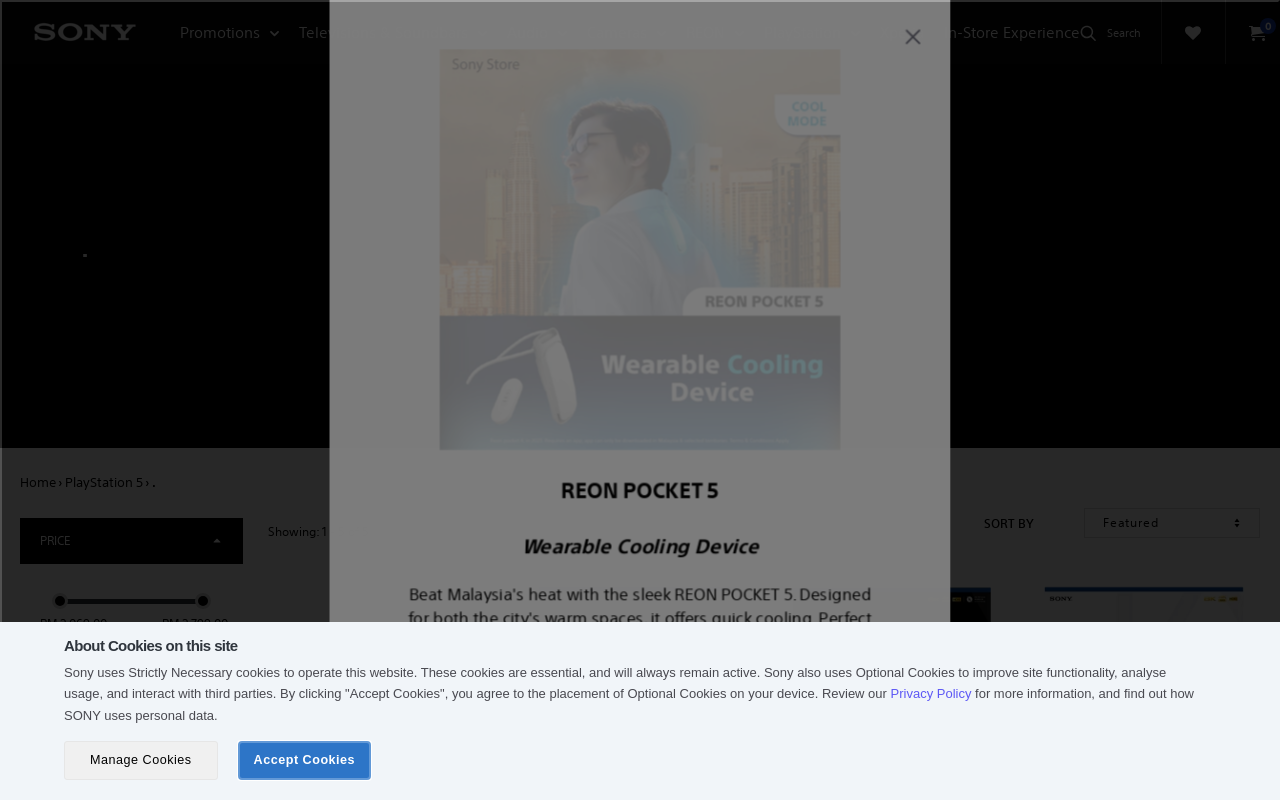 SONY
Promotions
n-Store Experience
Search
0
Sony Store
COOL
MODE
REON POCKET 5
Wearable Cooling
Device
Home › PlayStation 5 › .
PRICE
Showing: 1
SORT BY
Featured
REON POCKET 5
Wearable Cooling Device
Beat Malaysia's heat with the sleek REON POCKET 5. Designed
for both the city's warm spaces, it offers quick cooling. Perfect
SONY
About Cookies on this site
Sony uses Strictly Necessary cookies to operate this website. These cookies are essential, and will always remain active. Sony also uses Optional Cookies to improve site functionality, analyse
usage, and interact with third parties. By clicking "Accept Cookies", you agree to the placement of Optional Cookies on your device. Review our Privacy Policy for more information, and find out how
SONY uses personal data.
Manage Cookies
Accept Cookies